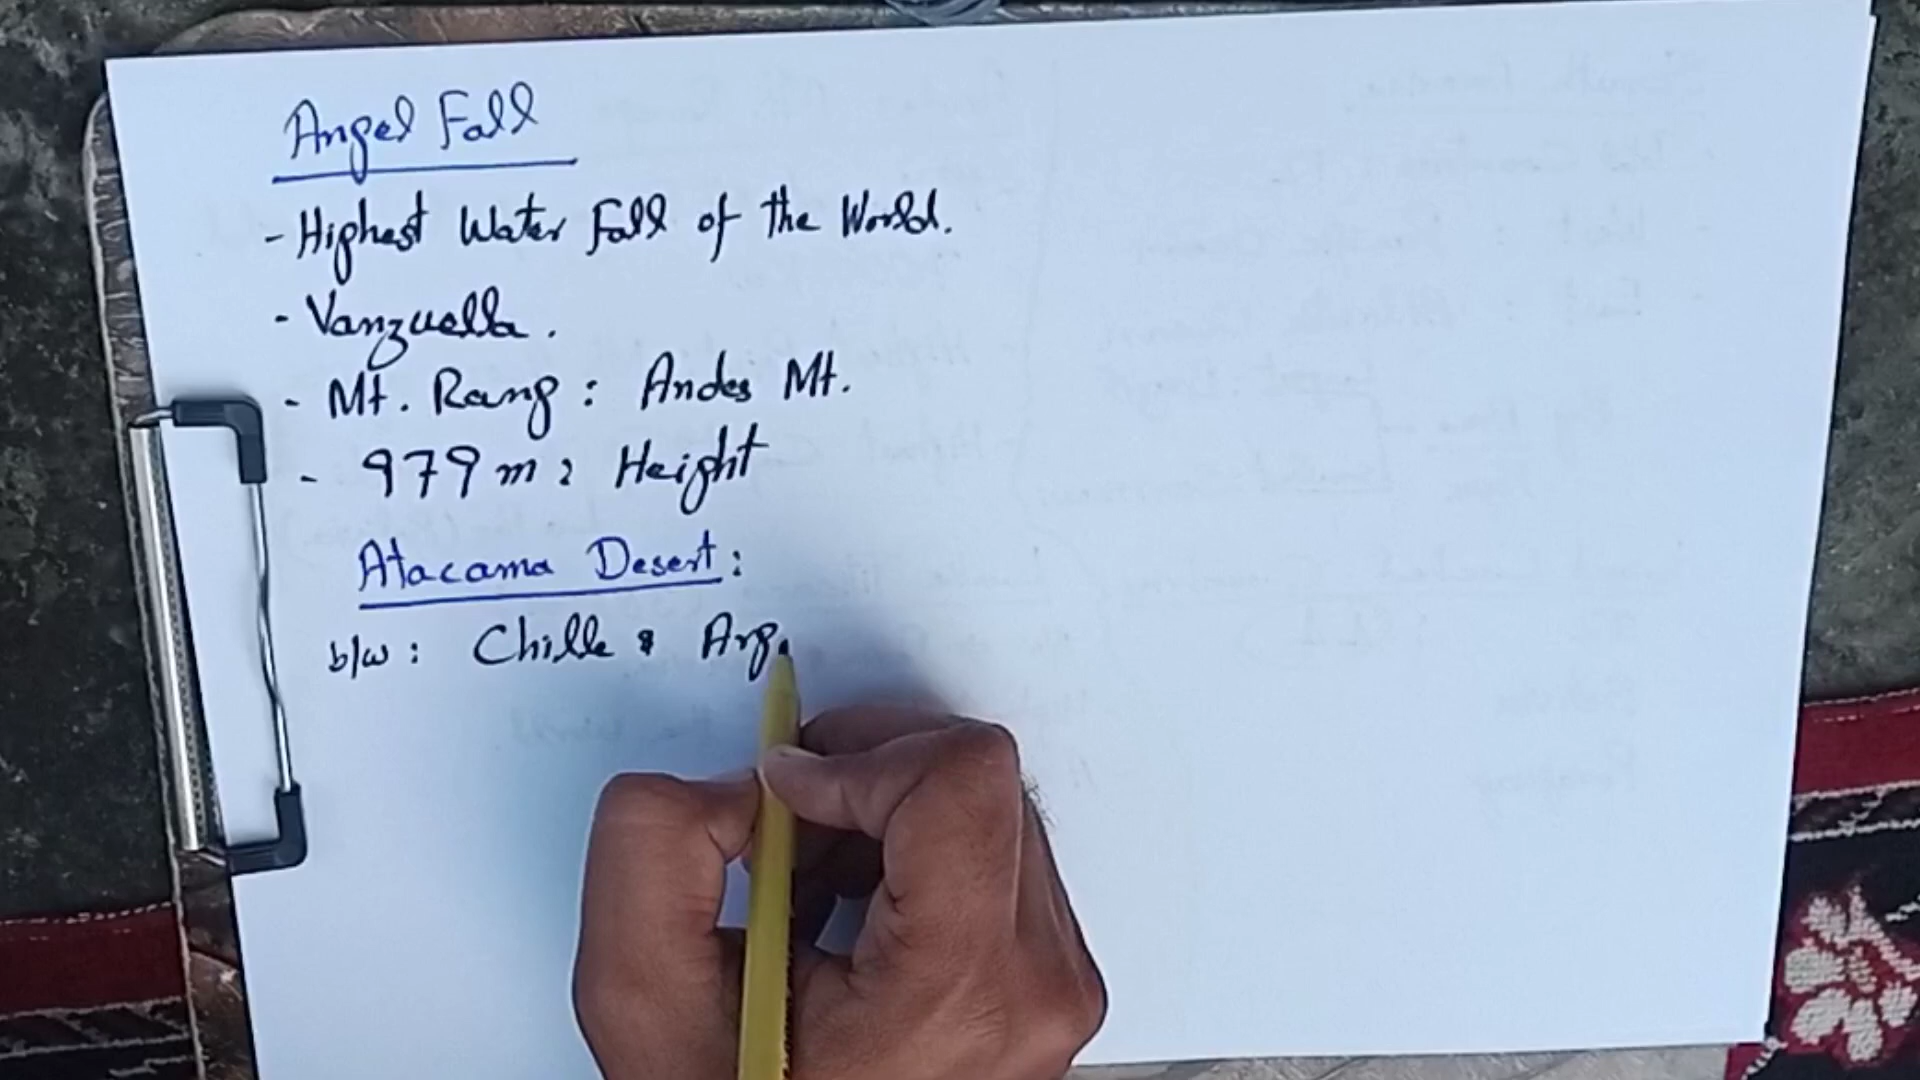 Angel Fall
- Highest Water Fall of the World.
- Vanzuella.
- Mt. Rang : Andes Mt.
- 979 m : Height
Atacama Desert :
b/w : Chille & Arg